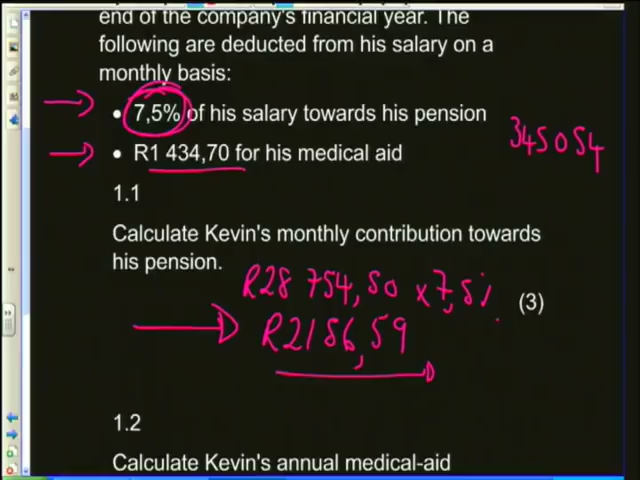 end of the company's financial year. The
following are deducted from his salary on a
monthly basis:
• 7,5% of his salary towards his pension
• R1 434,70 for his medical aid
345054
1.1
Calculate Kevin's monthly contribution towards
his pension.
R28 754,50 x 7,5%
(3)
R2156,59
1.2
Calculate Kevin's annual medical-aid